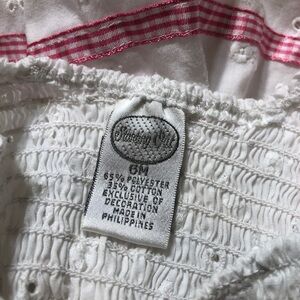 6M
65% POLYESTER
35% COTTON
EXCLUSIVE OF
DECORATION
MADE IN
PHILIPPINES